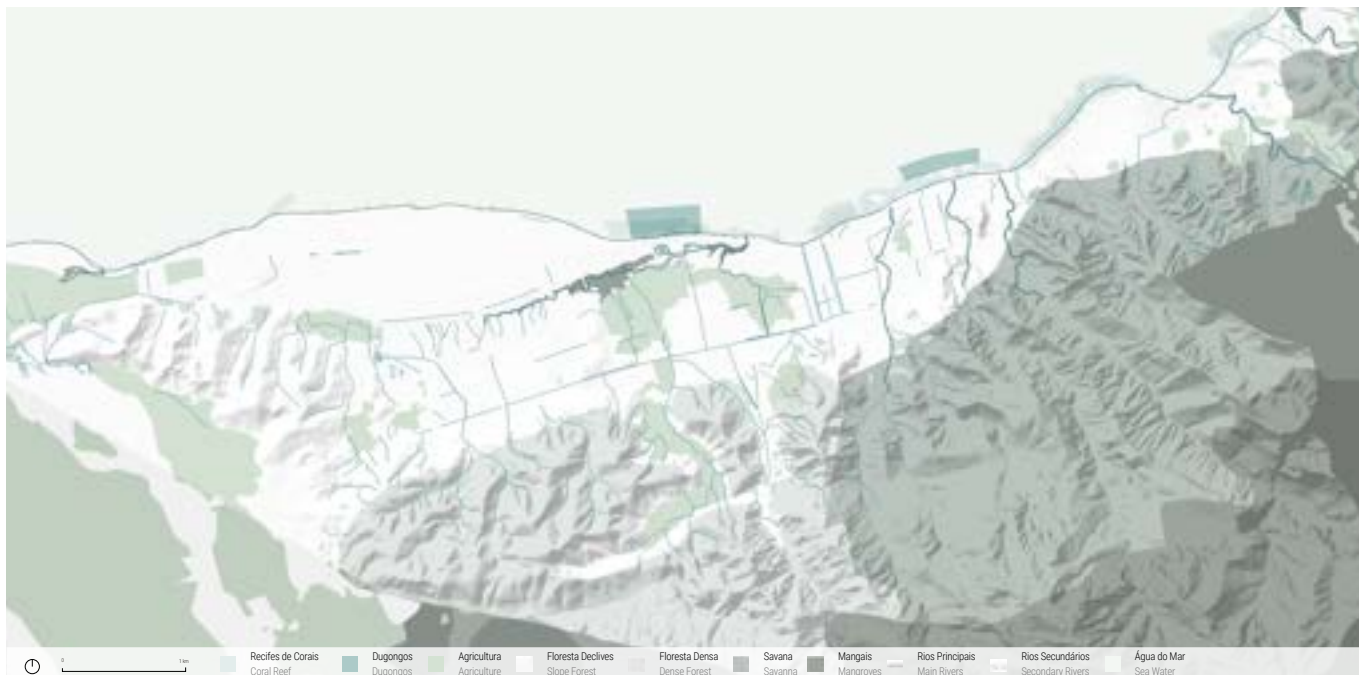 0 1 km
Recifes de Corais Dugongos Agricultura Floresta Declives Floresta Densa Savana Mangais Rios Principais Rios Secundários Água do Mar
Coral Reef Dugongos Agriculture Slope Forest Dense Forest Savanna Mangroves Main Rivers Secondary Rivers Sea Water